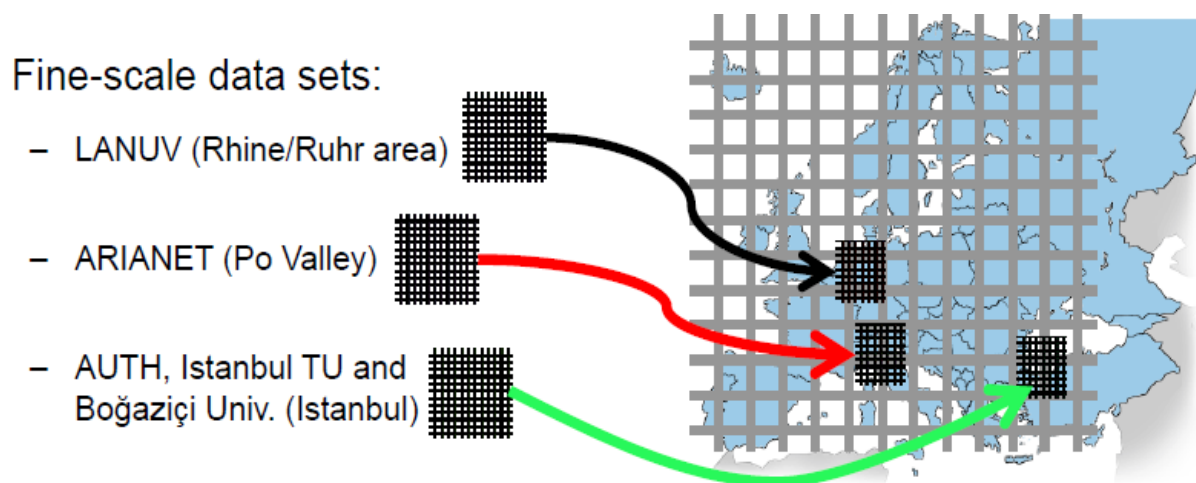 Fine-scale data sets:
– LANUV (Rhine/Ruhr area)
– ARIANET (Po Valley)
– AUTH, Istanbul TU and
Boğaziçi Univ. (Istanbul)